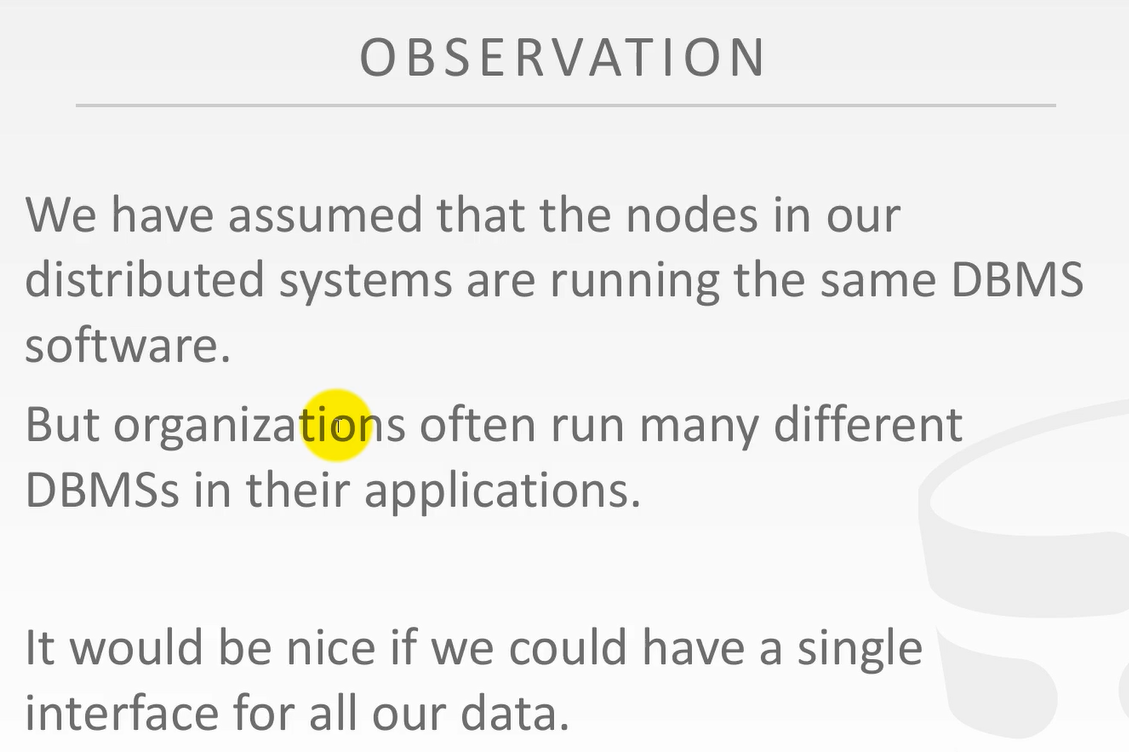 OBSERVATION
We have assumed that the nodes in our
distributed systems are running the same DBMS
software.
But organizations often run many different
DBMSs in their applications.
It would be nice if we could have a single
interface for all our data.